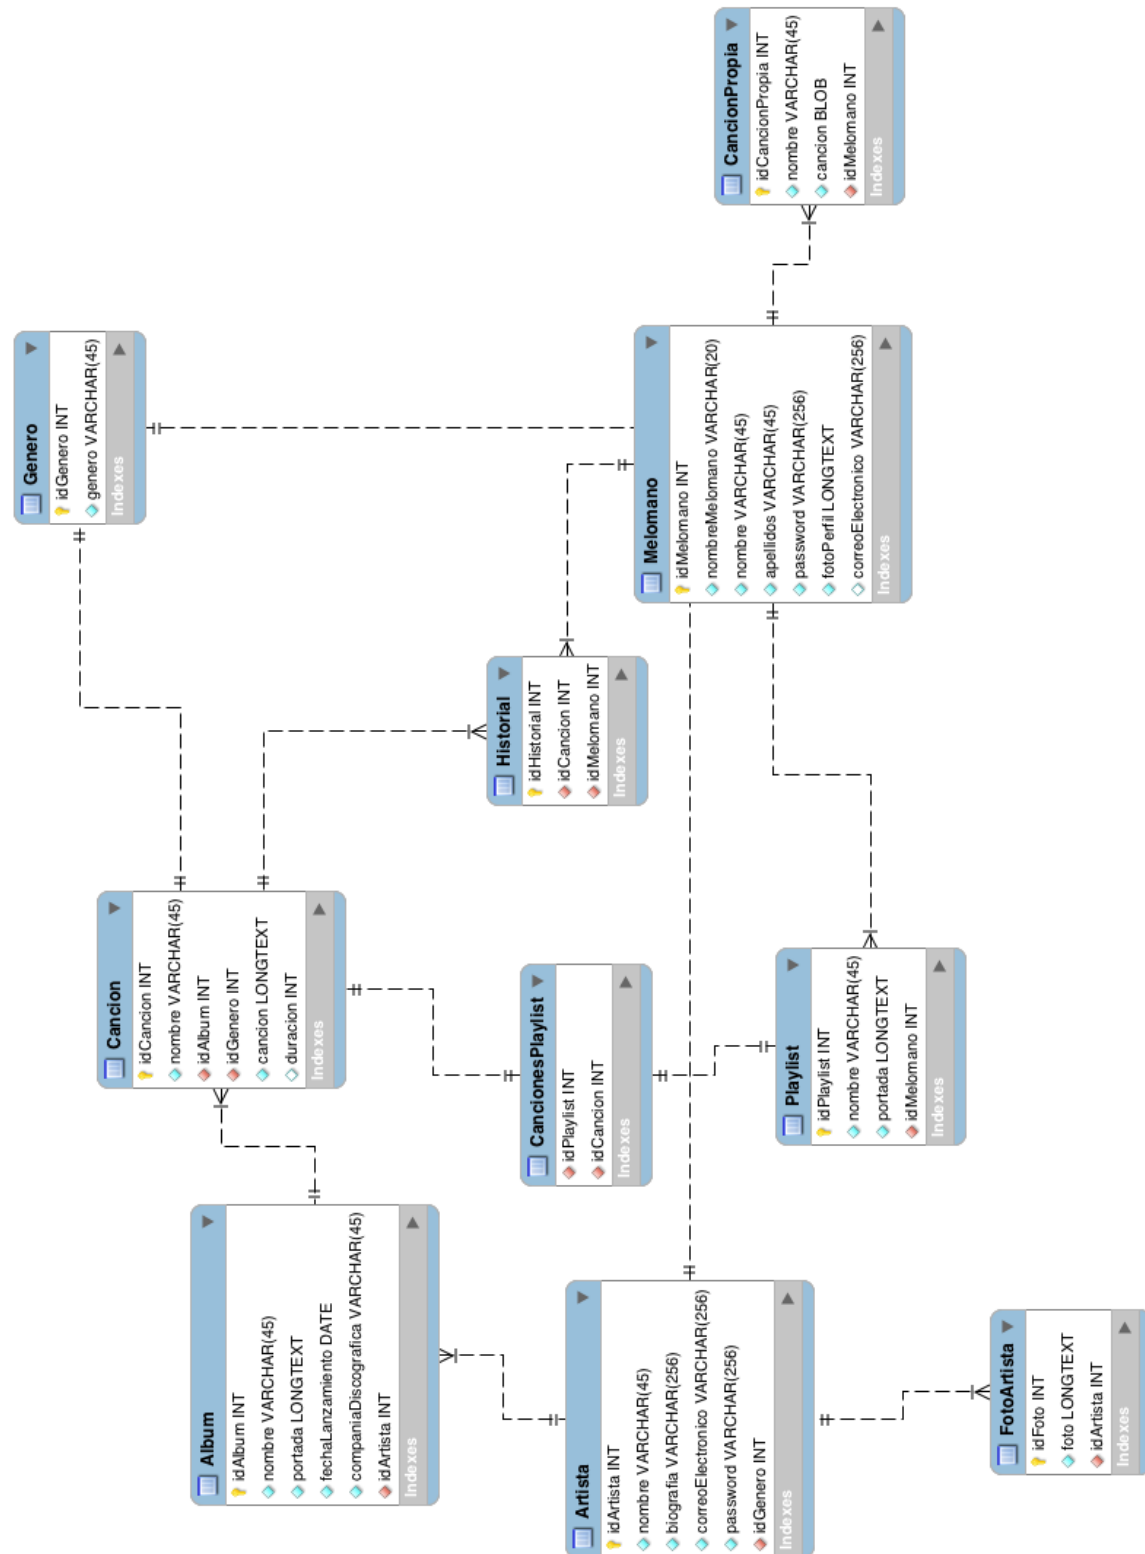 Album
idAlbum INT
nombre VARCHAR(45)
portada LONGTEXT
fechaLanzamiento DATE
companiaDiscografica VARCHAR(45)
idArtista INT
Indexes
Cancion
idCancion INT
nombre VARCHAR(45)
idAlbum INT
idGenero INT
cancion LONGTEXT
duracion INT
Indexes
Genero
idGenero INT
genero VARCHAR(45)
Indexes
Artista
idArtista INT
nombre VARCHAR(45)
biografia VARCHAR(256)
correoElectronico VARCHAR(256)
password VARCHAR(256)
idGenero INT
Indexes
CancionesPlaylist
idPlaylist INT
idCancion INT
Indexes
Historial
idHistorial INT
idCancion INT
idMelomano INT
Indexes
Playlist
idPlaylist INT
nombre VARCHAR(45)
portada LONGTEXT
idMelomano INT
Indexes
Melomano
idMelomano INT
nombreMelomano VARCHAR(20)
nombre VARCHAR(45)
apellidos VARCHAR(45)
password VARCHAR(256)
fotoPerfil LONGTEXT
correoElectronico VARCHAR(256)
Indexes
CancionPropia
idCancionPropia INT
nombre VARCHAR(45)
cancion BLOB
idMelomano INT
Indexes
FotoArtista
idFoto INT
foto LONGTEXT
idArtista INT
Indexes